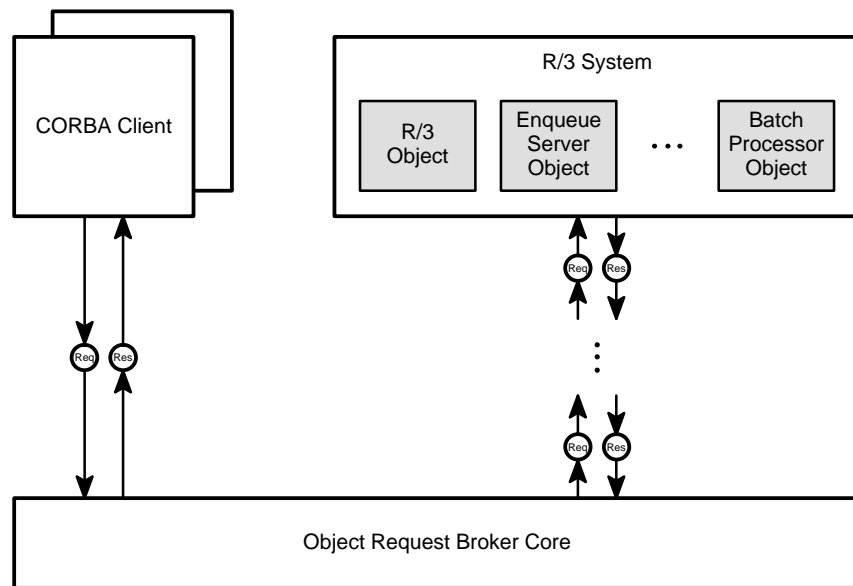 R/3 System
CORBA Client
R/3
Object
Enqueue
Server
Object
...
Batch
Processor
Object
Req
Res
Req
Res
Req
Res
Object Request Broker Core